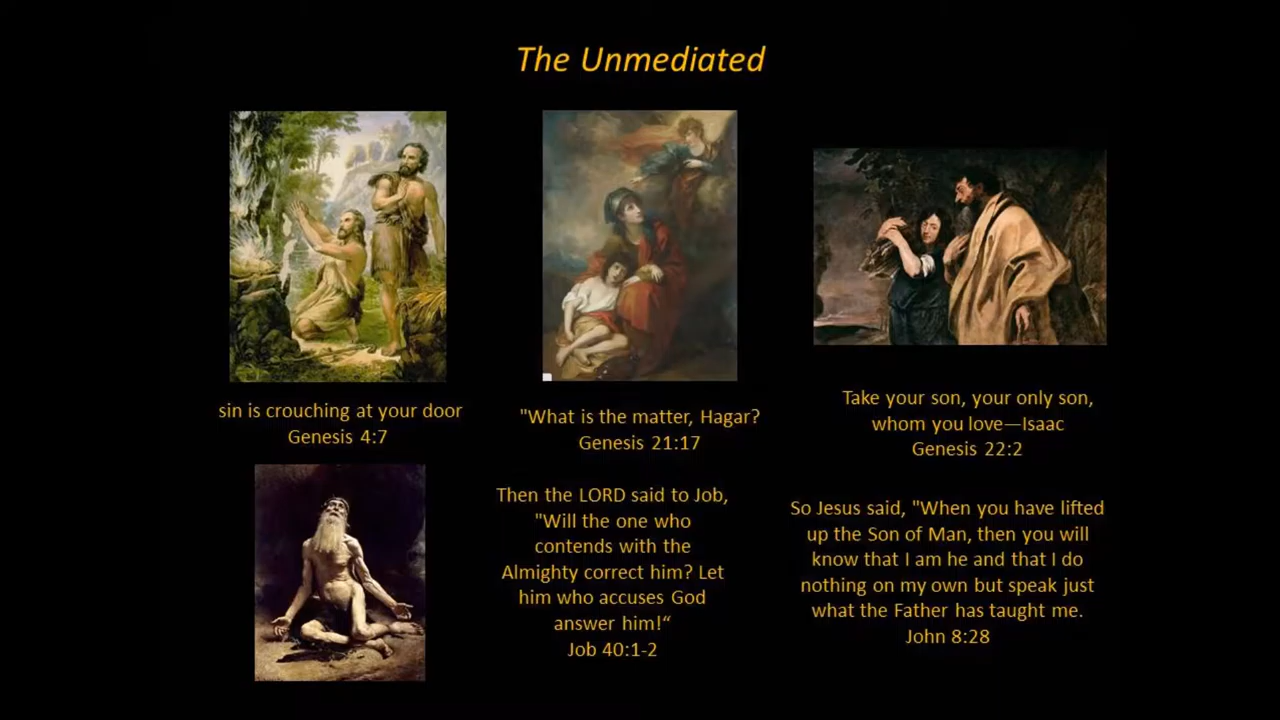 The Unmediated
sin is crouching at your door
Genesis 4:7
"What is the matter, Hagar?
Genesis 21:17
Take your son, your only son,
whom you love—Isaac
Genesis 22:2
Then the LORD said to Job,
"Will the one who
contends with the
Almighty correct him? Let
him who accuses God
answer him!“
Job 40:1-2
So Jesus said, "When you have lifted
up the Son of Man, then you will
know that I am he and that I do
nothing on my own but speak just
what the Father has taught me.
John 8:28